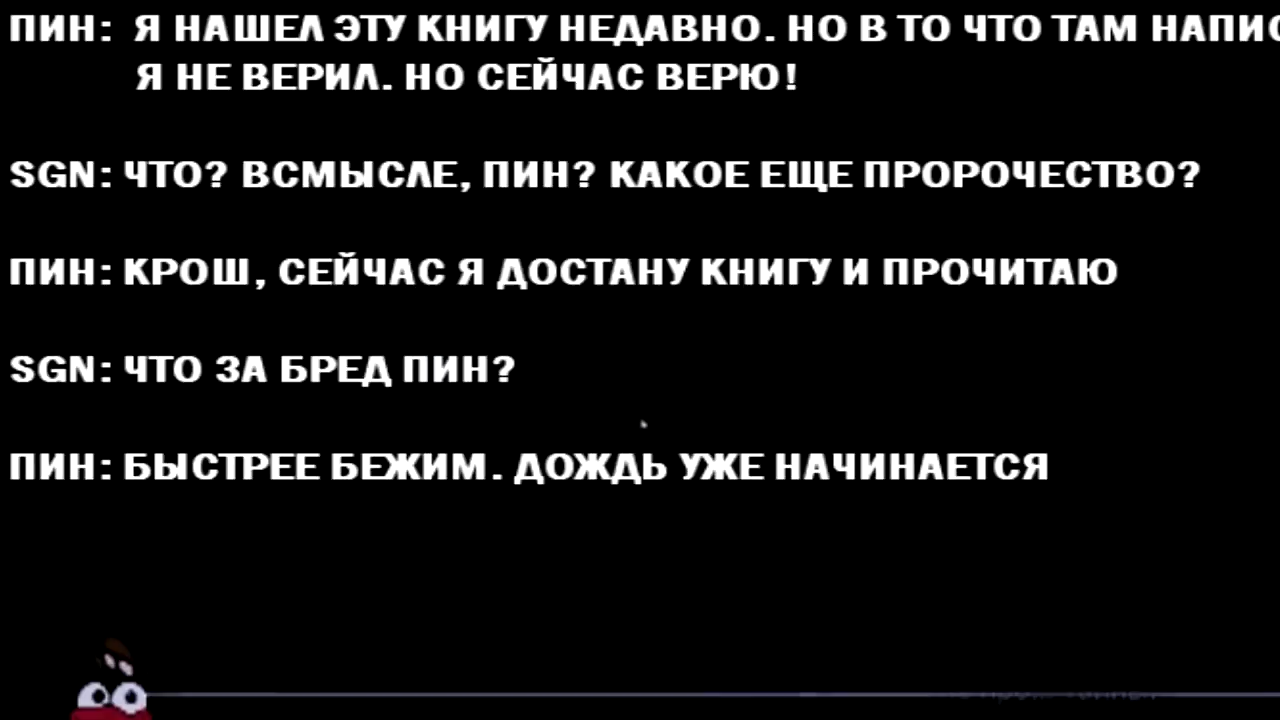 ПИН: Я НАШЕЛ ЭТУ КНИГУ НЕДАВНО. НО В ТО ЧТО ТАМ
Я НЕ ВЕРИЛ. НО СЕЙЧАС ВЕРЮ!
SGN: ЧТО? ВСМЫСЛЕ, ПИН? КАКОЕ ЕЩЕ ПРОРОЧЕСТВО?
ПИН: КРОШ, СЕЙЧАС Я ДОСТАНУ КНИГУ И ПРОЧИТАЮ
SGN: ЧТО ЗА БРЕД ПИН?
ПИН: БЫСТРЕЕ БЕЖИМ. ДОЖДЬ УЖЕ НАЧИНАЕТСЯ